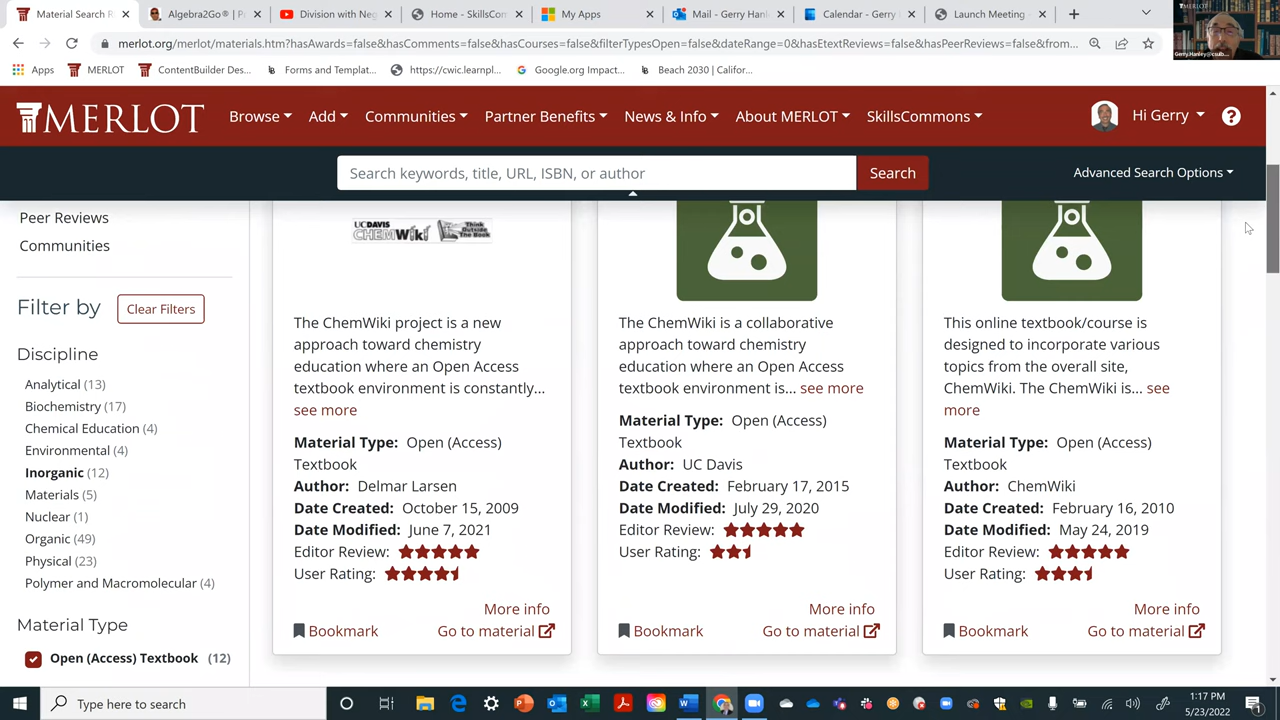 Material Search R
Algebra2Go® | P
Division with Neg
Home - SkillsCom
My Apps
Mail - Gerry Hanl
Calendar - Gerry
Launch Meeting
merlot.org/merlot/materials.htm?hasAwards=false&hasComments=false&hasCourses=false&filterTypesOpen=false&dateRange=0&hasEtextReviews=false&hasPeerReviews=false&from...
MERLOT
Gerry.Hanley@csulb...
Apps
MERLOT
ContentBuilder Des...
Forms and Templat...
https://cwic.learnpi...
Google.org Impact...
Beach 2030 | Califor...
MERLOT
Browse
Add
Communities
Partner Benefits
News & Info
About MERLOT
SkillsCommons
Hi Gerry
?
Search keywords, title, URL, ISBN, or author
Search
Advanced Search Options
Peer Reviews
Communities
Filter by
Clear Filters
Discipline
Analytical (13)
Biochemistry (17)
Chemical Education (4)
Environmental (4)
Inorganic (12)
Materials (5)
Nuclear (1)
Organic (49)
Physical (23)
Polymer and Macromolecular (4)
Material Type
Open (Access) Textbook (12)
UCDAVIS
CHEMWiki
Think
Outside
The Book
The ChemWiki project is a new
approach toward chemistry
education where an Open Access
textbook environment is constantly...
see more
Material Type: Open (Access)
Textbook
Author: Delmar Larsen
Date Created: October 15, 2009
Date Modified: June 7, 2021
Editor Review:
User Rating:
More info
Bookmark
Go to material
The ChemWiki is a collaborative
approach toward chemistry
education where an Open Access
textbook environment is... see more
Material Type: Open (Access)
Textbook
Author: UC Davis
Date Created: February 17, 2015
Date Modified: July 29, 2020
Editor Review:
User Rating:
More info
Bookmark
Go to material
This online textbook/course is
designed to incorporate various
topics from the overall site,
ChemWiki. The ChemWiki is... see
more
Material Type: Open (Access)
Textbook
Author: ChemWiki
Date Created: February 16, 2010
Date Modified: May 24, 2019
Editor Review:
User Rating:
More info
Bookmark
Go to material
Type here to search
1:17 PM
5/23/2022